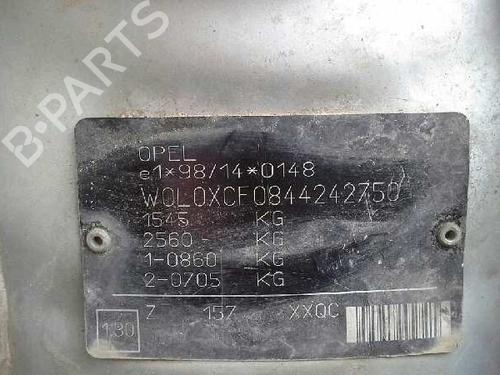 B-PARTS
OPEL
e1*98/14*0148
W0L0XCF0844242750
1545 KG
2560 - KG
1-0860 KG
2-0705 KG
130 Z 157 XXQC